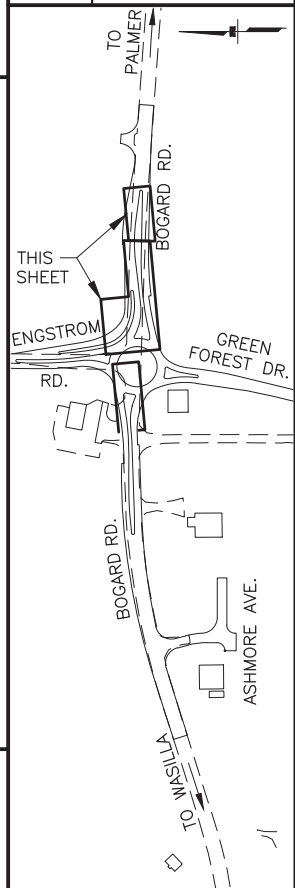 TO
PALMER
BOGARD RD.
THIS
SHEET
ENGSTROM
RD.
GREEN
FOREST DR.
BOGARD RD.
ASHMORE AVE.
TO WASILLA